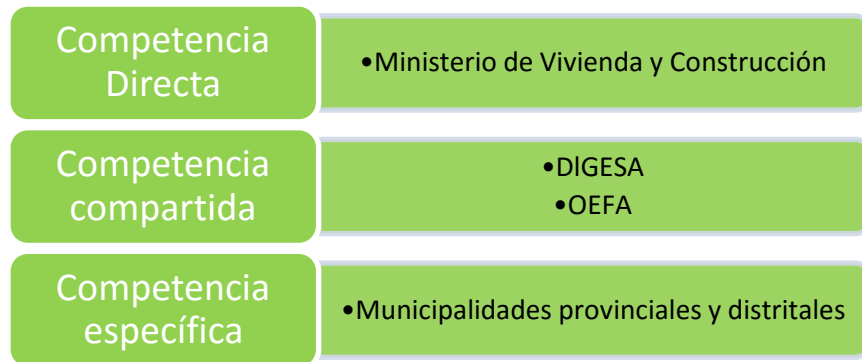 Competencia
Directa
•Ministerio de Vivienda y Construcción
Competencia
compartida
•DIGESA
•OEFA
Competencia
específica
•Municipalidades provinciales y distritales